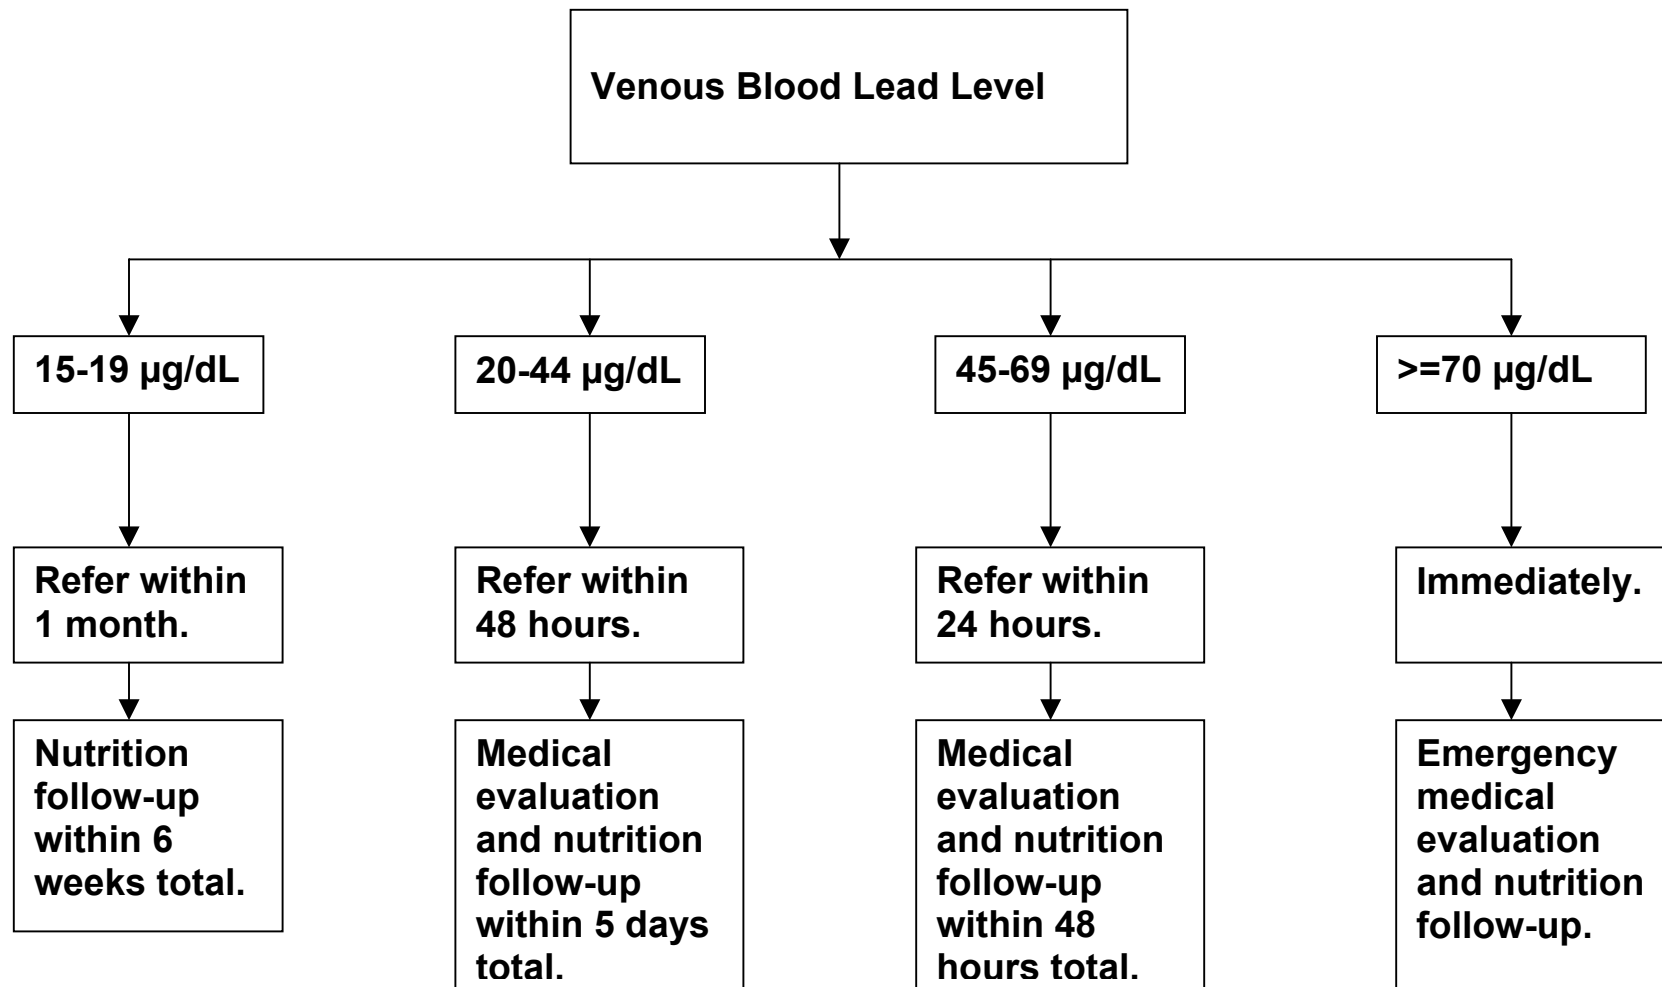 Venous Blood Lead Level
15-19 µg/dL
20-44 µg/dL
45-69 µg/dL
>=70 µg/dL
Refer within
1 month.
Refer within
48 hours.
Refer within
24 hours.
Immediately.
Nutrition
follow-up
within 6
weeks total.
Medical
evaluation
and nutrition
follow-up
within 5 days
total.
Medical
evaluation
and nutrition
follow-up
within 48
hours total.
Emergency
medical
evaluation
and nutrition
follow-up.